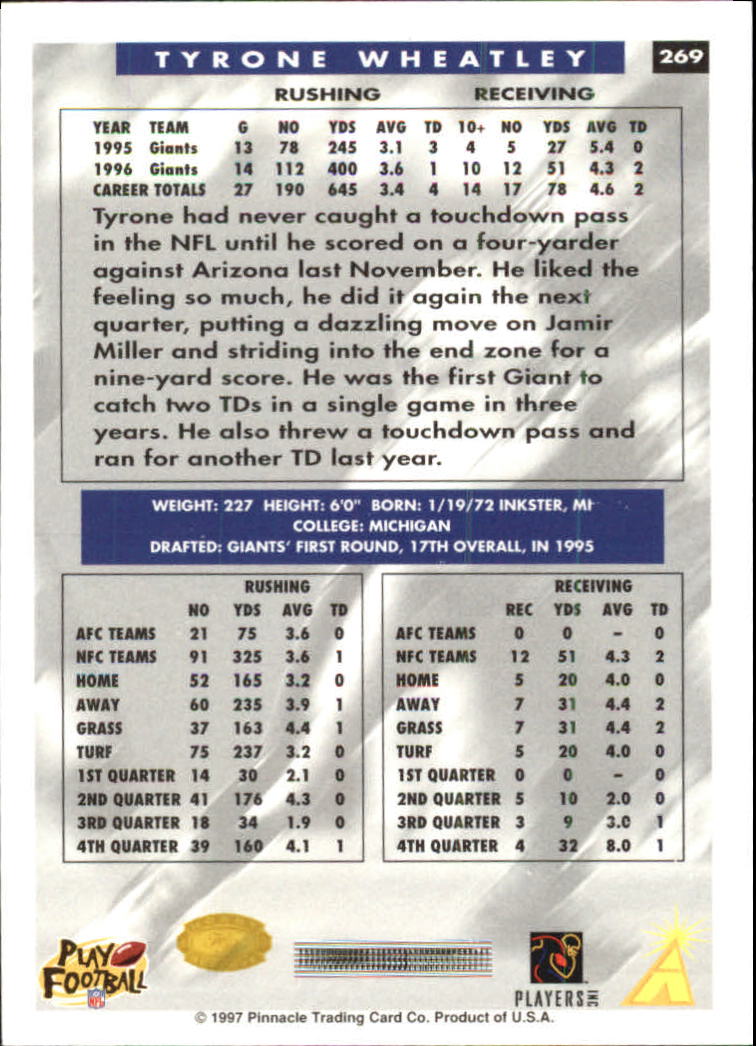 TYRONE WHEATLEY 269
RUSHING RECEIVING
YEAR TEAM G NO YDS AVG TD 10+ NO YDS AVG TD
1995 Giants 13 78 245 3.1 3 4 5 27 5.4 0
1996 Giants 14 112 400 3.6 1 10 12 51 4.3 2
CAREER TOTALS 27 190 645 3.4 4 14 17 78 4.6 2
Tyrone had never caught a touchdown pass
in the NFL until he scored on a four-yarder
against Arizona last November. He liked the
feeling so much, he did it again the next
quarter, putting a dazzling move on Jamir
Miller and striding into the end zone for a
nine-yard score. He was the first Giant to
catch two TDs in a single game in three
years. He also threw a touchdown pass and
ran for another TD last year.
WEIGHT: 227 HEIGHT: 6'0" BORN: 1/19/72 INKSTER, MI
COLLEGE: MICHIGAN
DRAFTED: GIANTS' FIRST ROUND, 17TH OVERALL, IN 1995
RUSHING
NO YDS AVG TD
AFC TEAMS 21 75 3.6 0
NFC TEAMS 91 325 3.6 1
HOME 52 165 3.2 0
AWAY 60 235 3.9 1
GRASS 37 163 4.4 1
TURF 75 237 3.2 0
1ST QUARTER 14 30 2.1 0
2ND QUARTER 41 176 4.3 0
3RD QUARTER 18 34 1.9 0
4TH QUARTER 39 160 4.1 1
RECEIVING
REC YDS AVG TD
AFC TEAMS 0 0 - 0
NFC TEAMS 12 51 4.3 2
HOME 5 20 4.0 0
AWAY 7 31 4.4 2
GRASS 7 31 4.4 2
TURF 5 20 4.0 0
1ST QUARTER 0 0 - 0
2ND QUARTER 5 10 2.0 0
3RD QUARTER 3 9 3.0 1
4TH QUARTER 4 32 8.0 1
PLAY
FOOTBALL
NFL
PLAYERS INC
© 1997 Pinnacle Trading Card Co. Product of U.S.A.